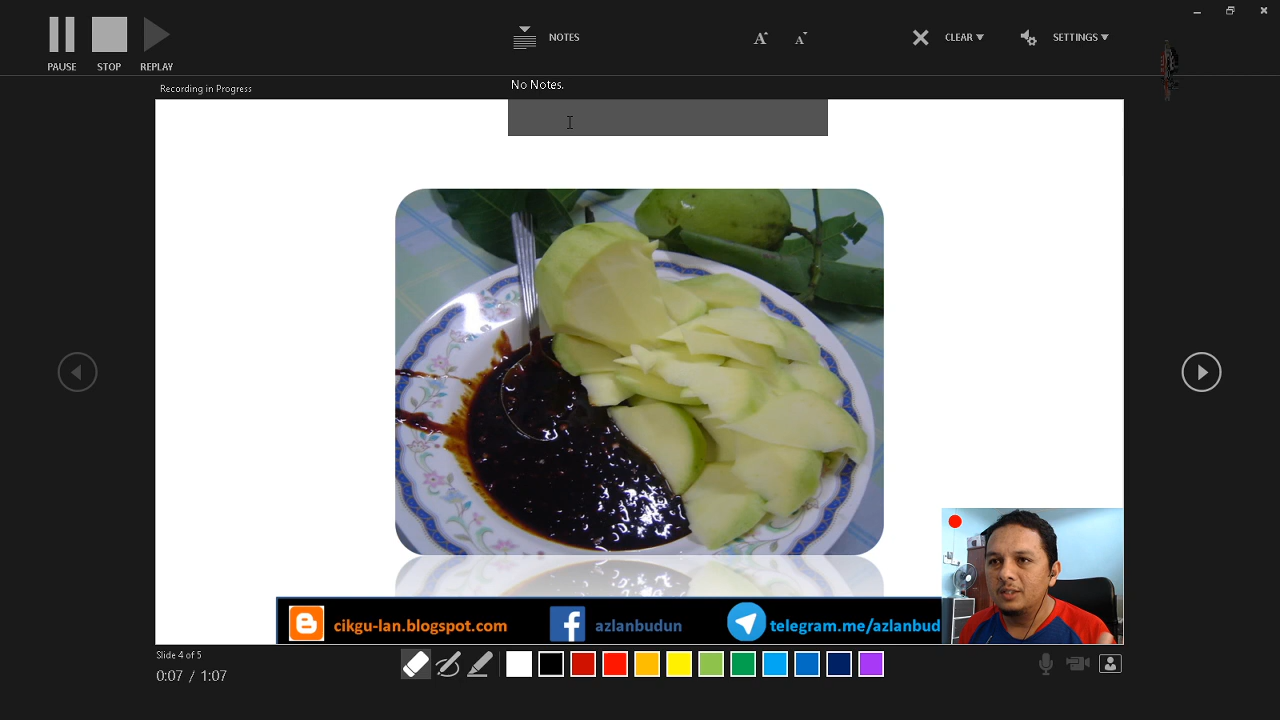 PAUSE
STOP
REPLAY
NOTES
A
A
CLEAR
SETTINGS
Recording in Progress
No Notes.
cikgu-lan.blogspot.com
azlanbudun
telegram.me/azlanbud
Slide 4 of 5
0:07 / 1:07